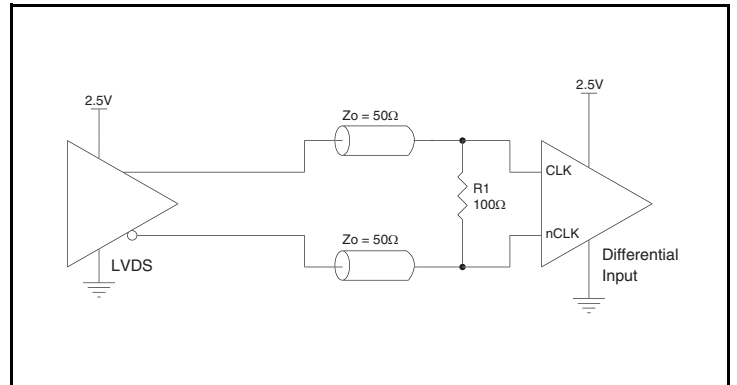 2.5V
2.5V
Zo = 50Ω
CLK
R1
100Ω
nCLK
Zo = 50Ω
LVDS
Differential
Input